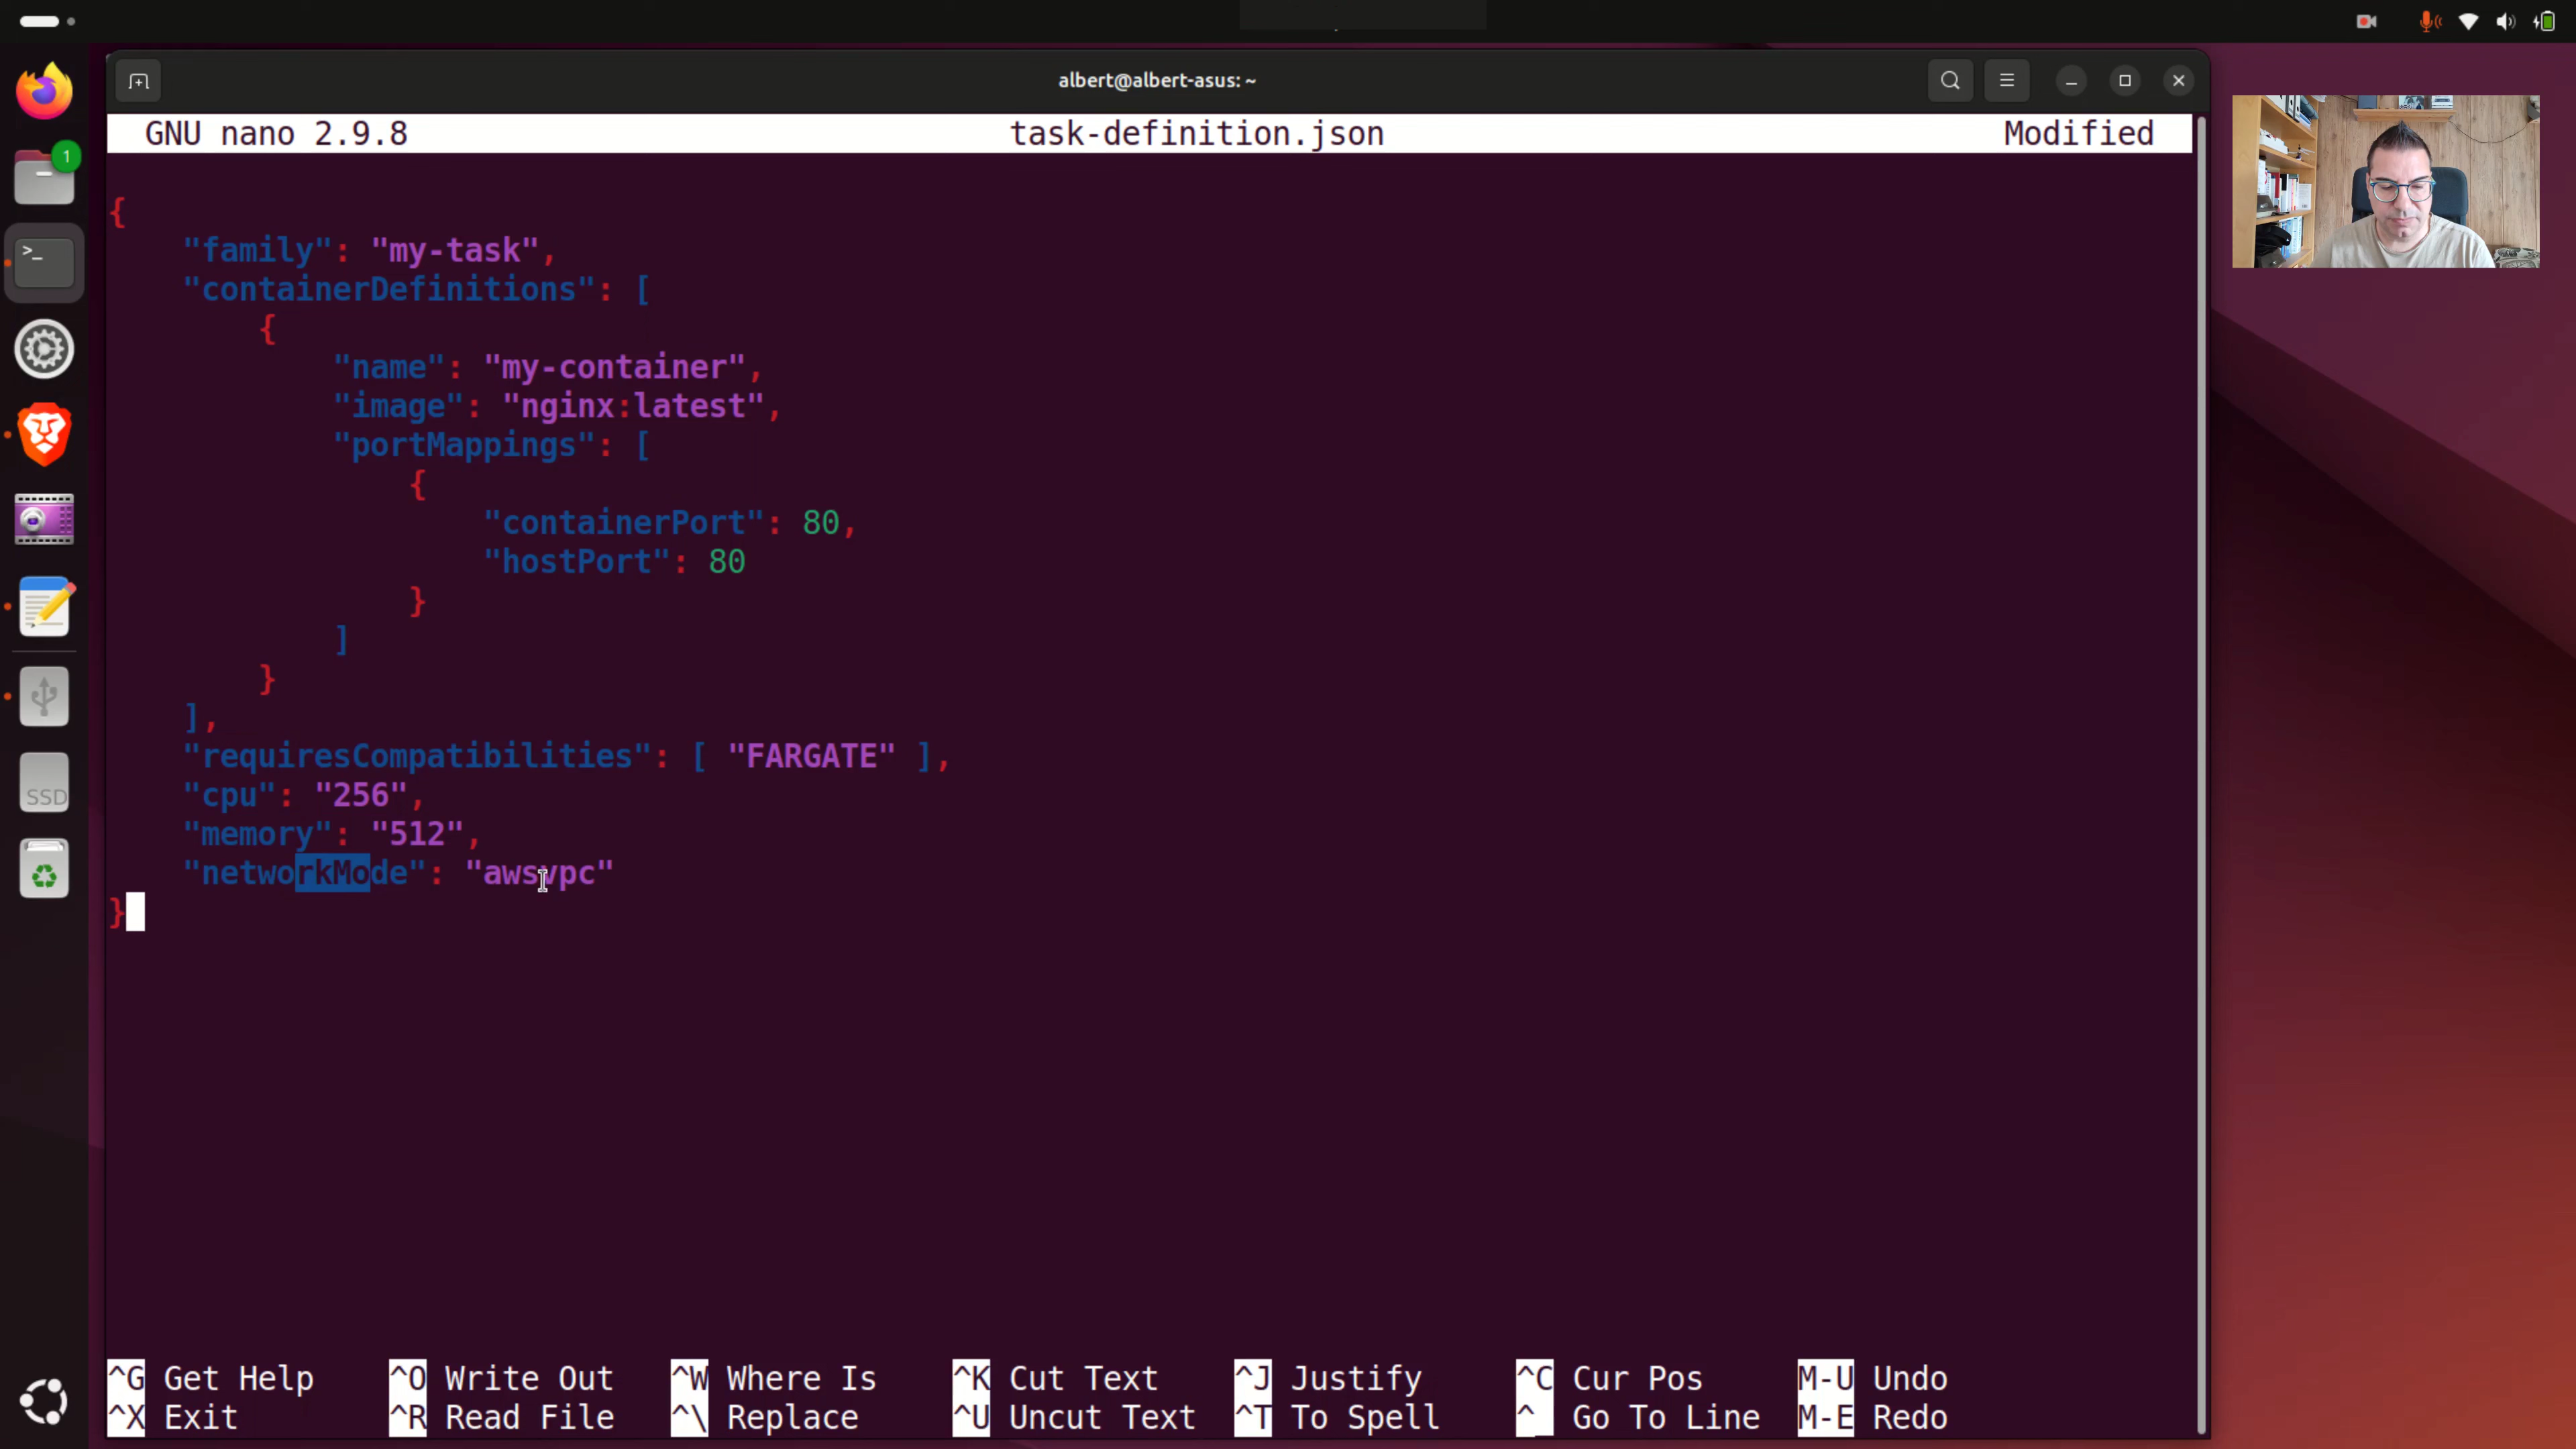 albert@albert-asus: ~
GNU nano 2.9.8 task-definition.json Modified
{
"family": "my-task",
"containerDefinitions": [
{
"name": "my-container",
"image": "nginx:latest",
"portMappings": [
{
"containerPort": 80,
"hostPort": 80
}
]
}
],
"requiresCompatibilities": [ "FARGATE" ],
"cpu": "256",
"memory": "512",
"networkMode": "awsvpc"
}
^G Get Help ^O Write Out ^W Where Is ^K Cut Text ^J Justify ^C Cur Pos M-U Undo
^X Exit ^R Read File ^\ Replace ^U Uncut Text ^T To Spell ^_ Go To Line M-E Redo
1
>_
SSD